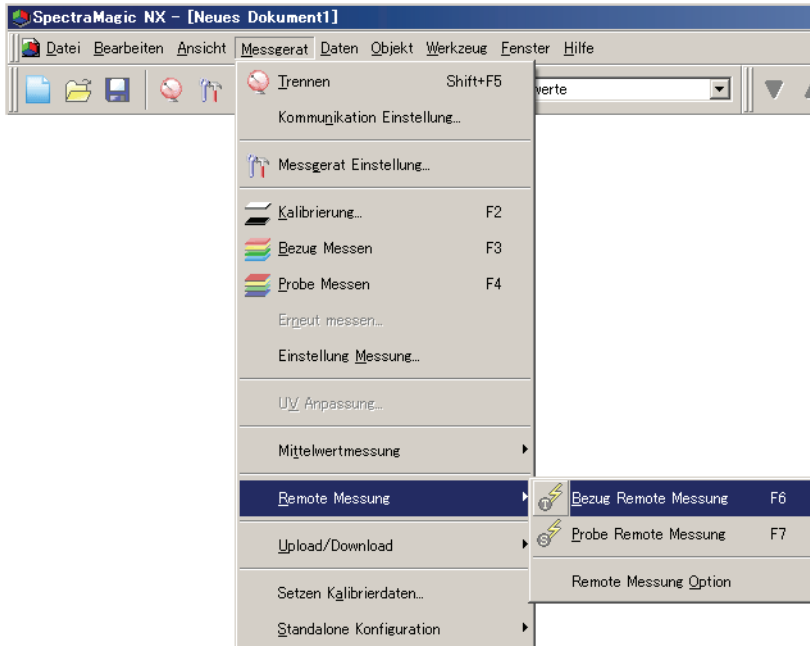 SpectraMagic NX - [Neues Dokument1]
Datei Bearbeiten Ansicht Messgerat Daten Objekt Werkzeug Fenster Hilfe
Trennen Shift+F5
Kommunikation Einstellung...
Messgerat Einstellung...
Kalibrierung... F2
Bezug Messen F3
Probe Messen F4
Erneut messen...
Einstellung Messung...
UV Anpassung...
Mittelwertmessung
Remote Messung
Bezug Remote Messung F6
Probe Remote Messung F7
Remote Messung Option
Upload/Download
Setzen Kalibrierdaten...
Standalone Konfiguration